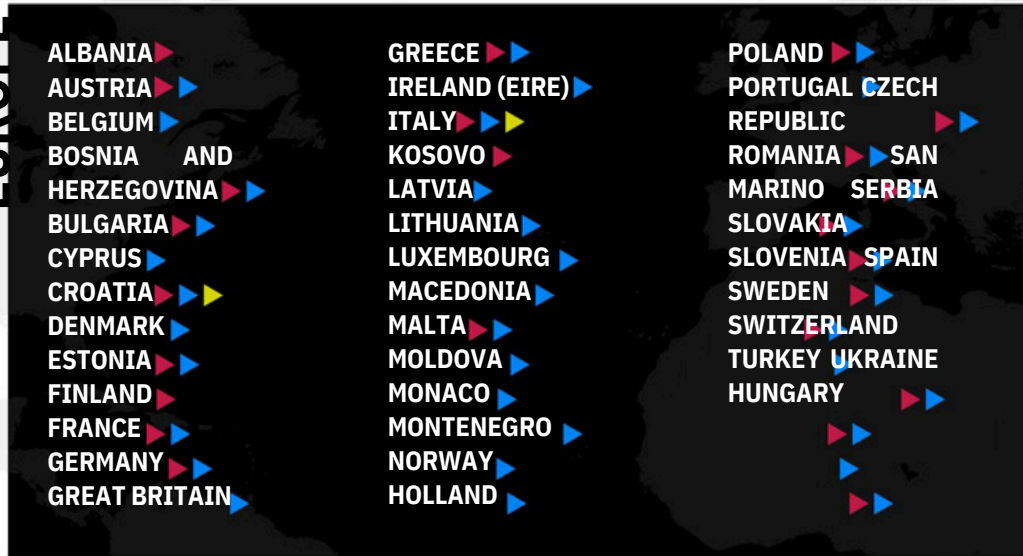 ALBANIA
AUSTRIA
BELGIUM
BOSNIA AND
HERZEGOVINA
BULGARIA
CYPRUS
CROATIA
DENMARK
ESTONIA
FINLAND
FRANCE
GERMANY
GREAT BRITAIN
GREECE
IRELAND (EIRE)
ITALY
KOSOVO
LATVIA
LITHUANIA
LUXEMBOURG
MACEDONIA
MALTA
MOLDOVA
MONACO
MONTENEGRO
NORWAY
HOLLAND
POLAND
PORTUGAL CZECH
REPUBLIC
ROMANIA SAN
MARINO SERBIA
SLOVAKIA
SLOVENIA SPAIN
SWEDEN
SWITZERLAND
TURKEY UKRAINE
HUNGARY